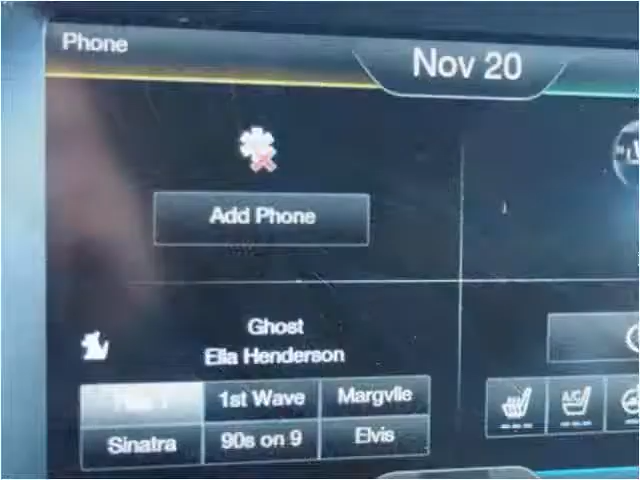 Phone
Nov 20
Add Phone
Ghost
Ella Henderson
1st Wave
Margvlle
Sinatra
90s on 9
Elvis
A/C